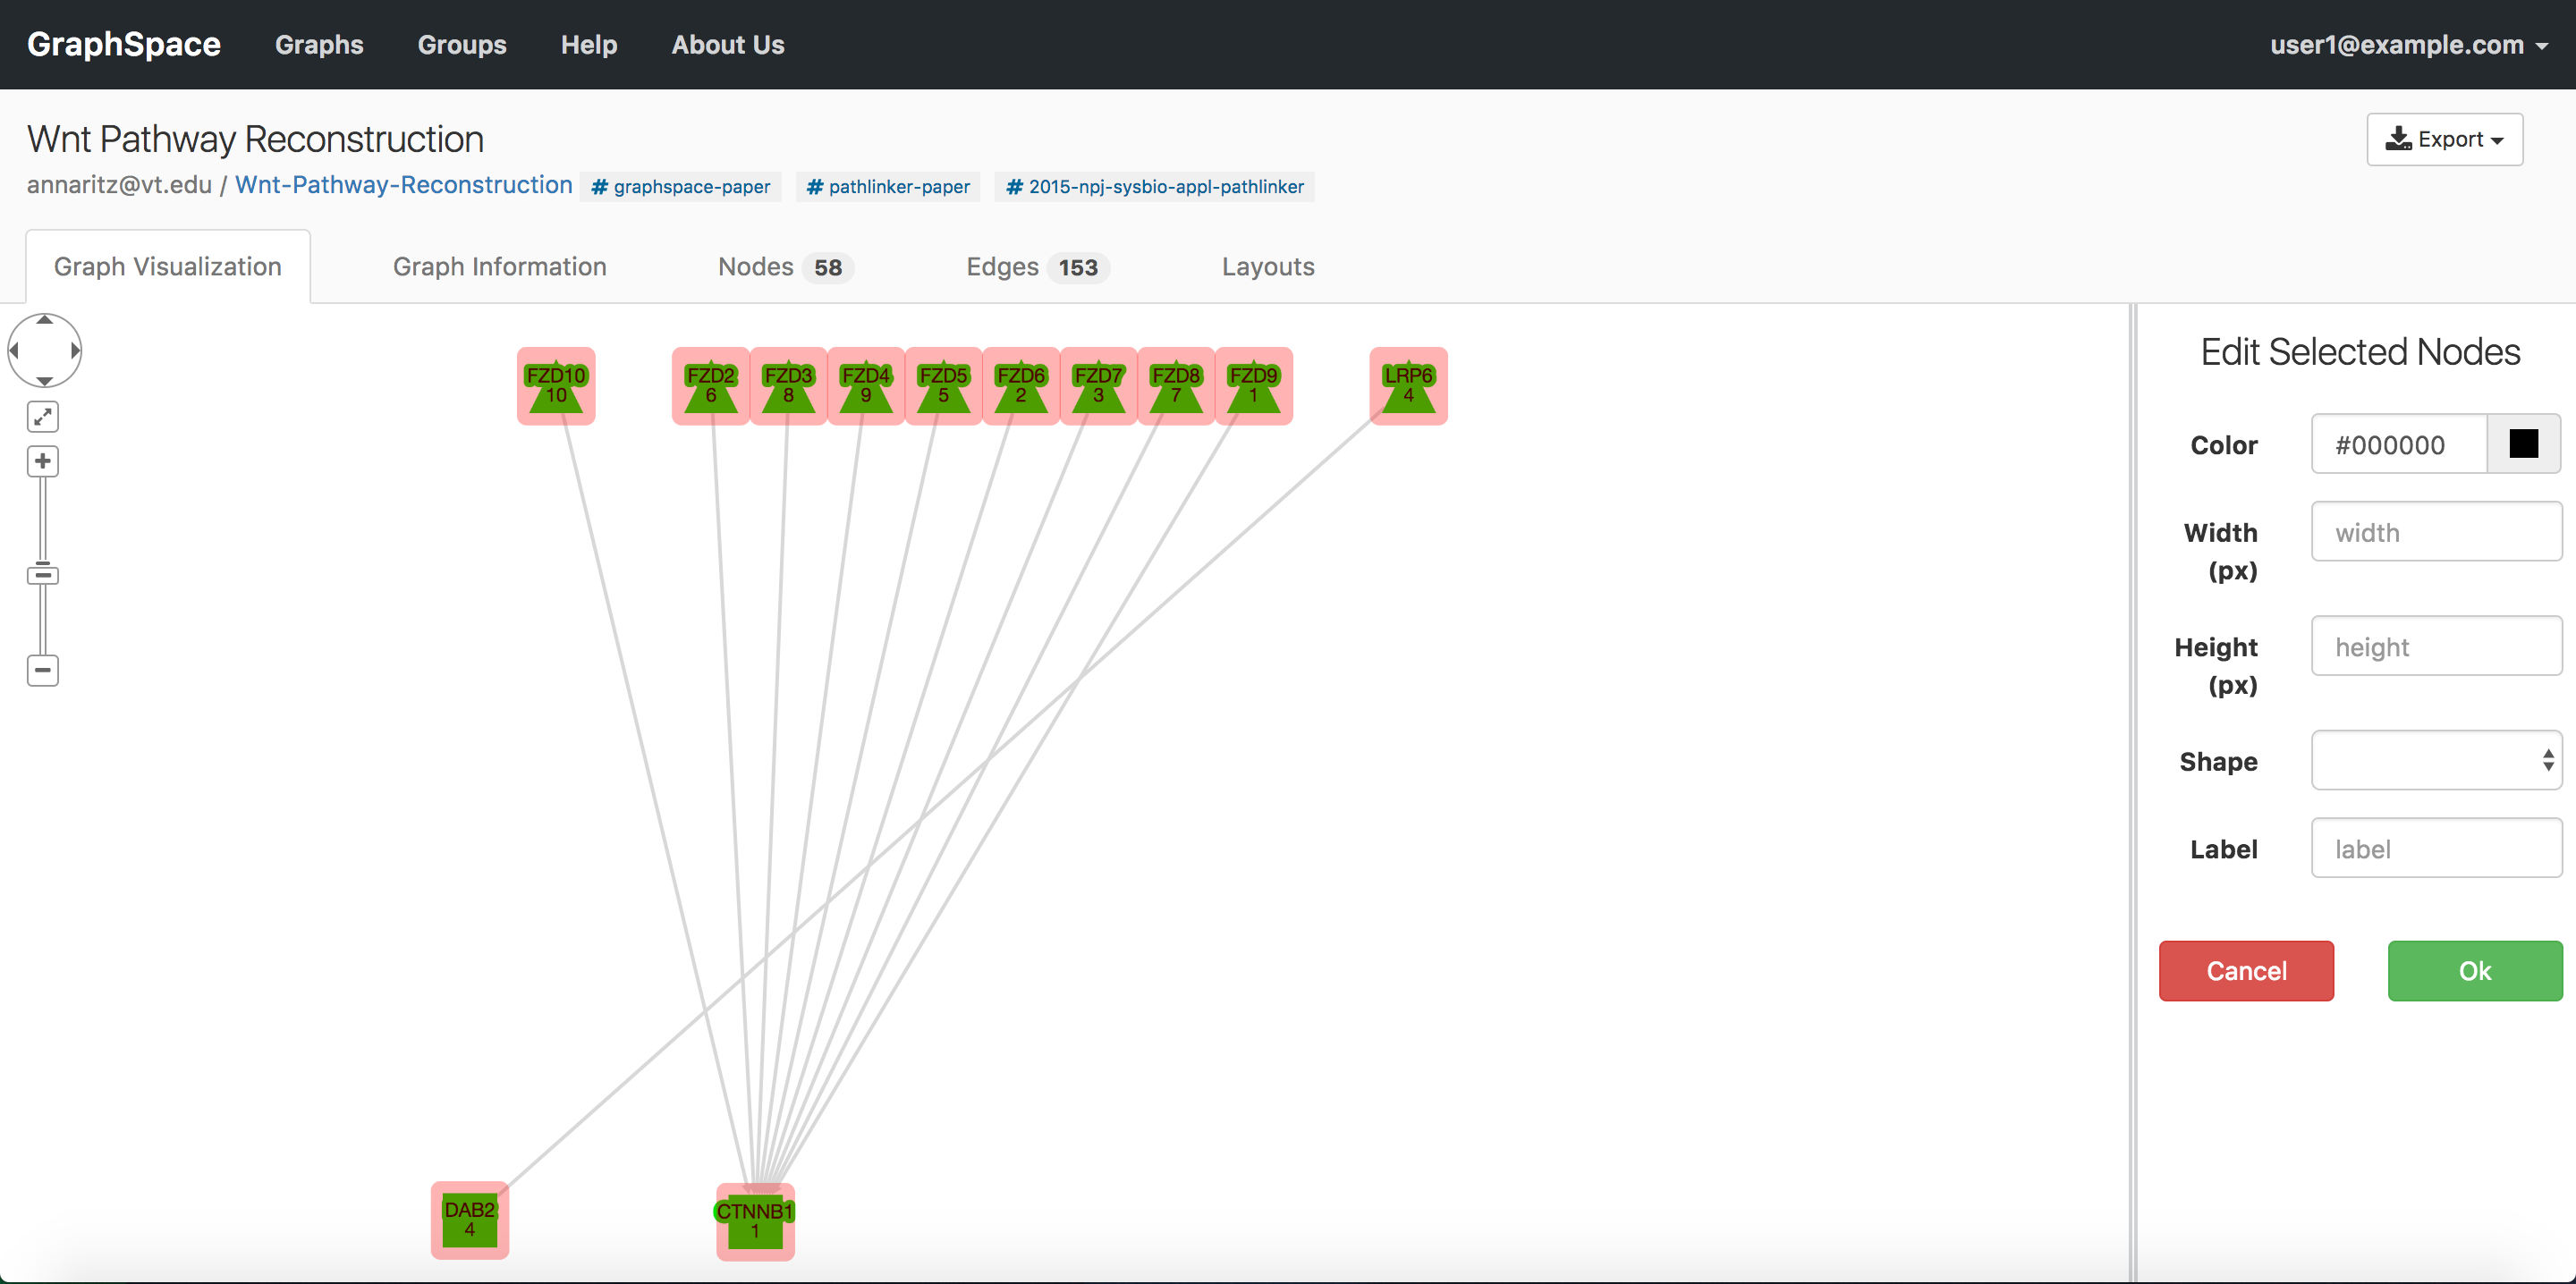 GraphSpace Graphs Groups Help About Us user1@example.com
Wnt Pathway Reconstruction
Export
annaritz@vt.edu / Wnt-Pathway-Reconstruction # graphspace-paper # pathlinker-paper # 2015-npj-sysbio-appl-pathlinker
Graph Visualization Graph Information Nodes 58 Edges 153 Layouts
FZD10 FZD2 FZD3 FZD4 FZD5 FZD6 FZD7 FZD8 FZD9 LRP6
10 6 8 9 5 2 3 7 1 4
DAB2 CTNNB1
4 1
Edit Selected Nodes
Color #000000
Width width
(px)
Height height
(px)
Shape
Label label
Cancel Ok